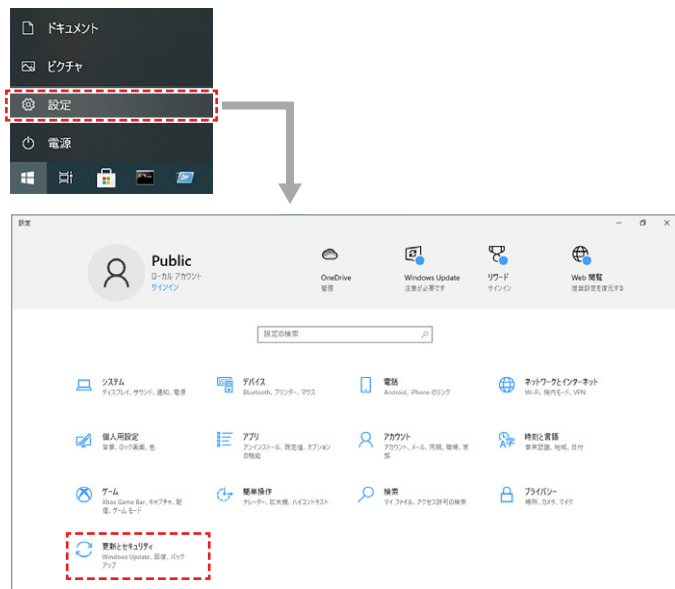 ドキュメント
ピクチャ
設定
電源
設定
Public
ローカル アカウント
サインイン
OneDrive
管理
Windows Update
注意が必要です
リワード
サインイン
Web 閲覧
推奨設定を復元する
設定の検索
システム
ディスプレイ、サウンド、通知、電源
デバイス
Bluetooth、プリンター、マウス
電話
Android、iPhone のリンク
ネットワークとインターネット
Wi-Fi、機内モード、VPN
個人用設定
背景、ロック画面、色
アプリ
アンインストール、既定値、オプション
の機能
アカウント
アカウント、メール、同期、職場、家
族
時刻と言語
音声認識、地域、日付
ゲーム
Xbox Game Bar、キャプチャ、配
信、ゲーム モード
簡単操作
ナレーター、拡大鏡、ハイコントラスト
検索
マイ ファイル、アクセス許可の検索
プライバシー
場所、カメラ、マイク
更新とセキュリティ
Windows Update、回復、バック
アップ